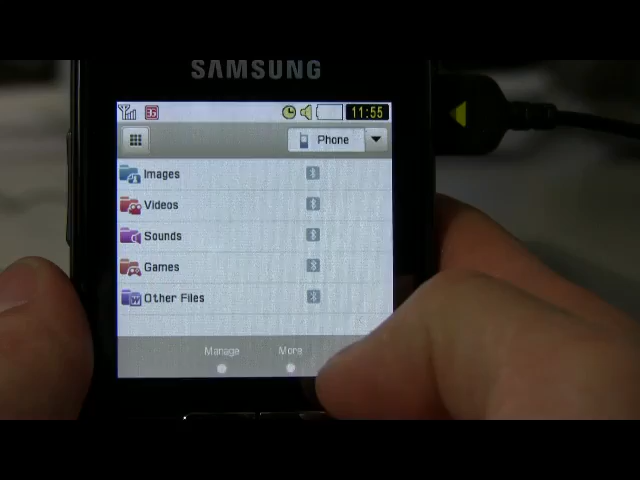 SAMSUNG
11:55
Phone
Images
Videos
Sounds
Games
Other Files
Manage
More